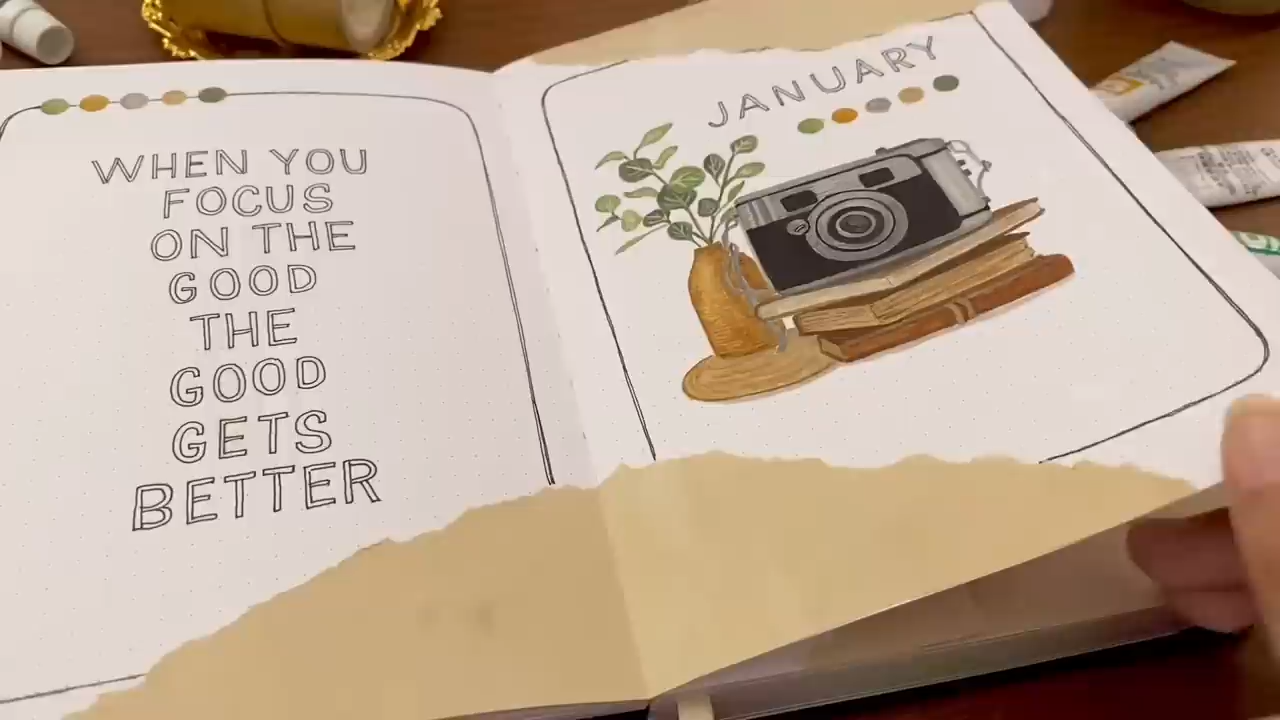 WHEN YOU
FOCUS
ON THE
GOOD
THE
GOOD
GETS
BETTER
JANUARY